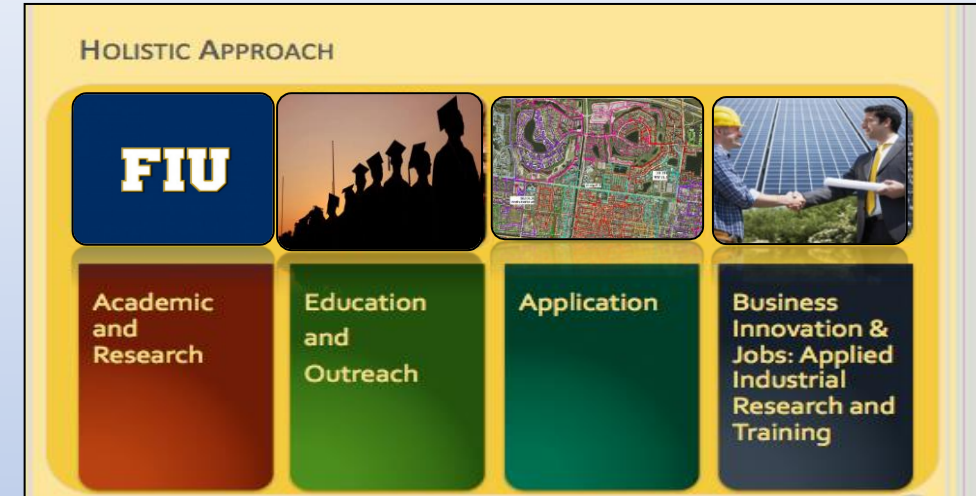 HOLISTIC APPROACH
FIU
Academic
and
Research
Education
and
Outreach
Application
Business
Innovation &
Jobs: Applied
Industrial
Research and
Training